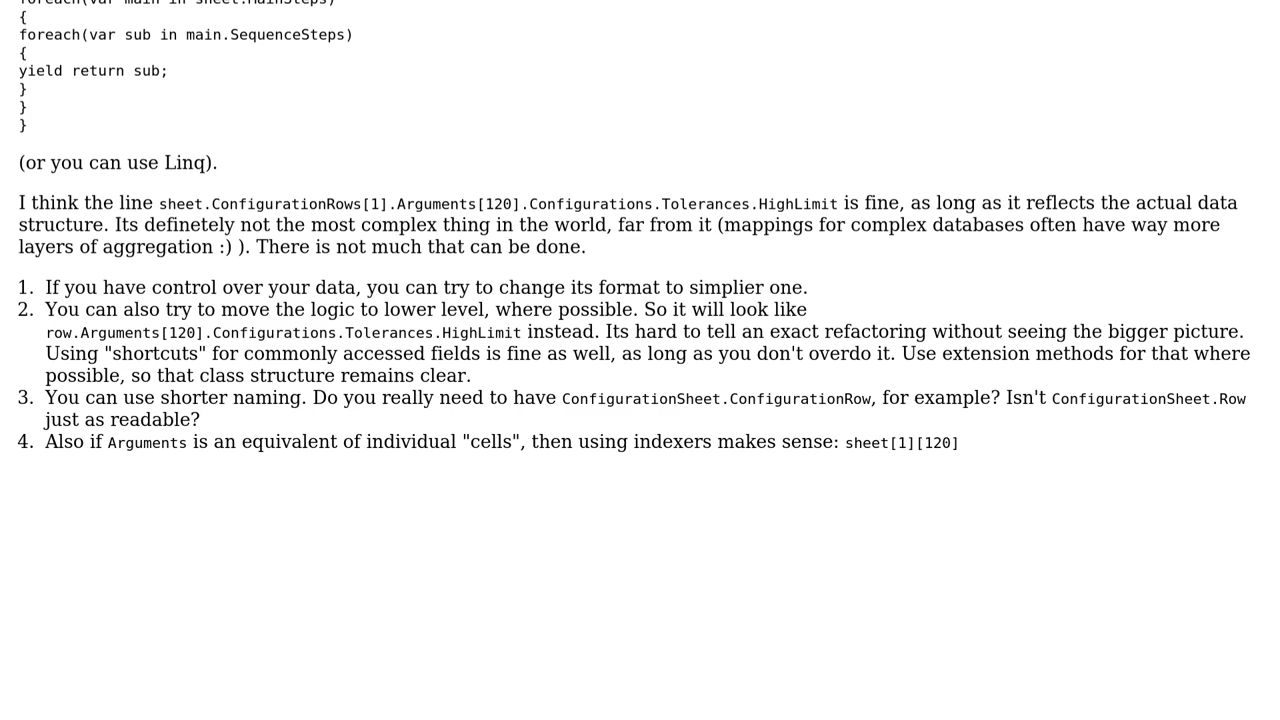 foreach(var main in sheet.MainSteps)
{
foreach(var sub in main.SequenceSteps)
{
yield return sub;
}
}
}
(or you can use Linq).
I think the line sheet.ConfigurationRows[1].Arguments[120].Configurations.Tolerances.HighLimit is fine, as long as it reflects the actual data
structure. Its definetely not the most complex thing in the world, far from it (mappings for complex databases often have way more
layers of aggregation :) ). There is not much that can be done.
1. If you have control over your data, you can try to change its format to simplier one.
2. You can also try to move the logic to lower level, where possible. So it will look like
row.Arguments[120].Configurations.Tolerances.HighLimit instead. Its hard to tell an exact refactoring without seeing the bigger picture.
Using "shortcuts" for commonly accessed fields is fine as well, as long as you don't overdo it. Use extension methods for that where
possible, so that class structure remains clear.
3. You can use shorter naming. Do you really need to have ConfigurationSheet.ConfigurationRow, for example? Isn't ConfigurationSheet.Row
just as readable?
4. Also if Arguments is an equivalent of individual "cells", then using indexers makes sense: sheet[1][120]